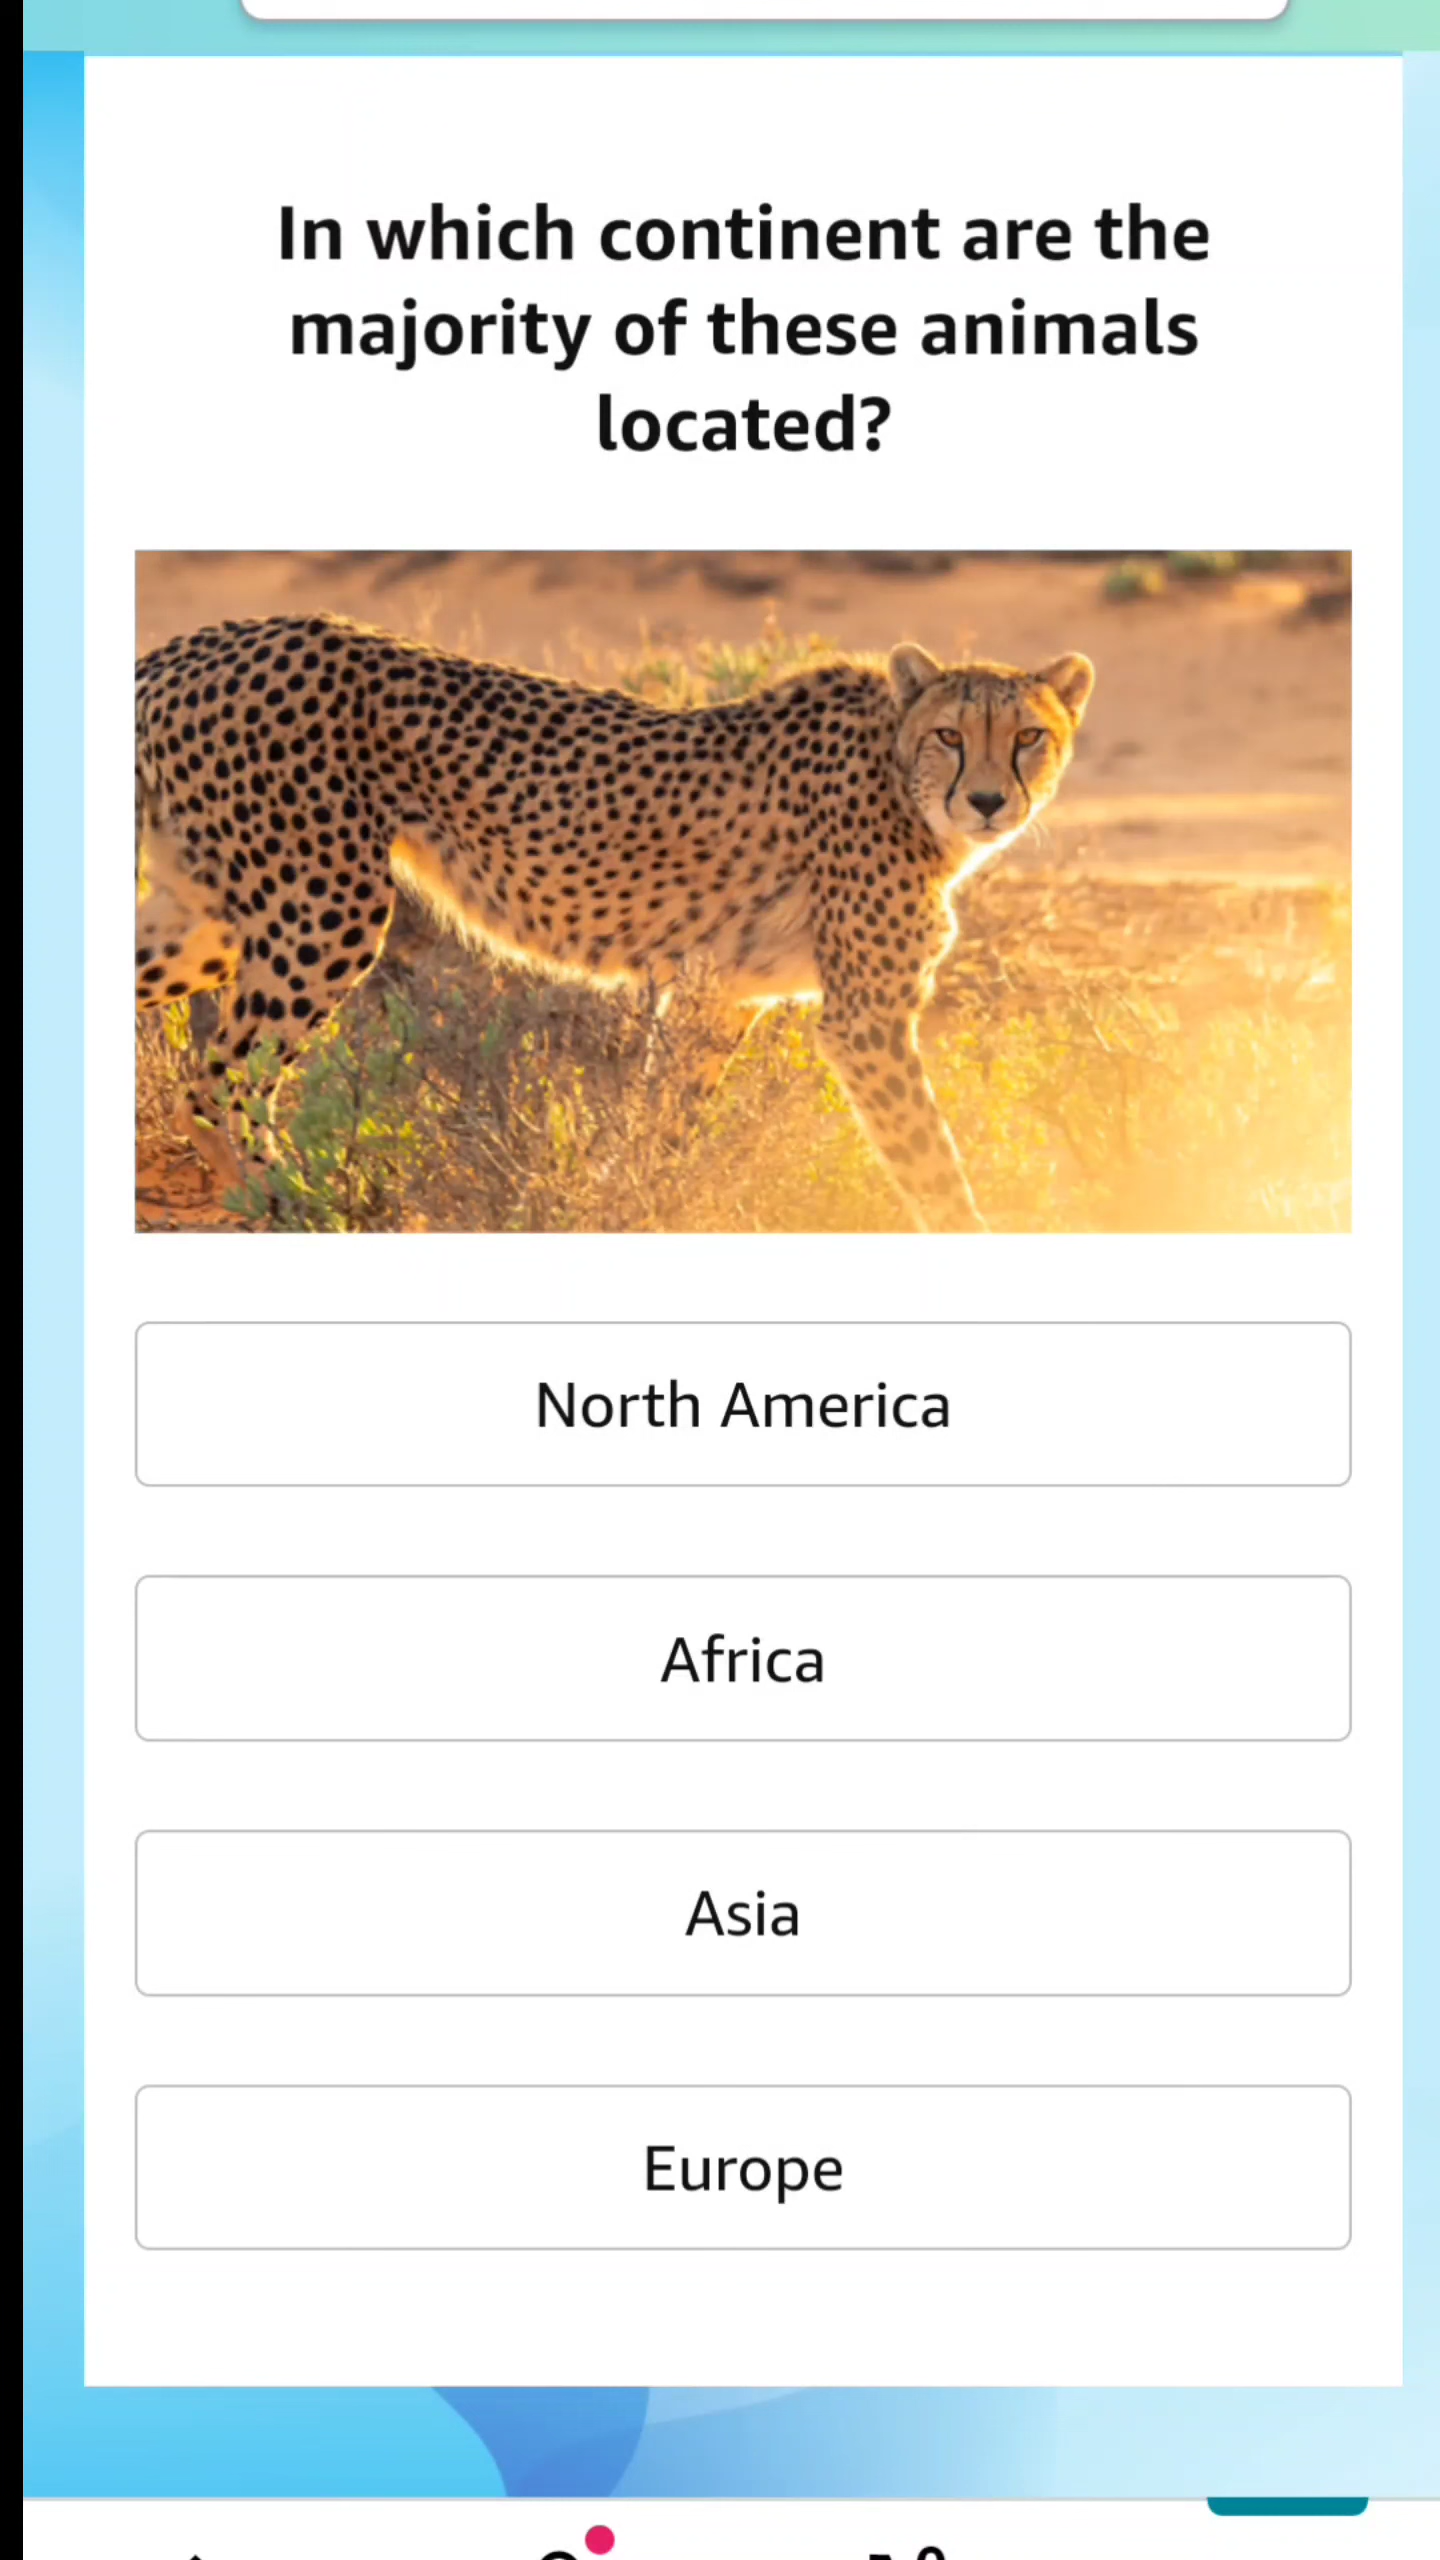 In which continent are the
majority of these animals
located?
North America
Africa
Asia
Europe